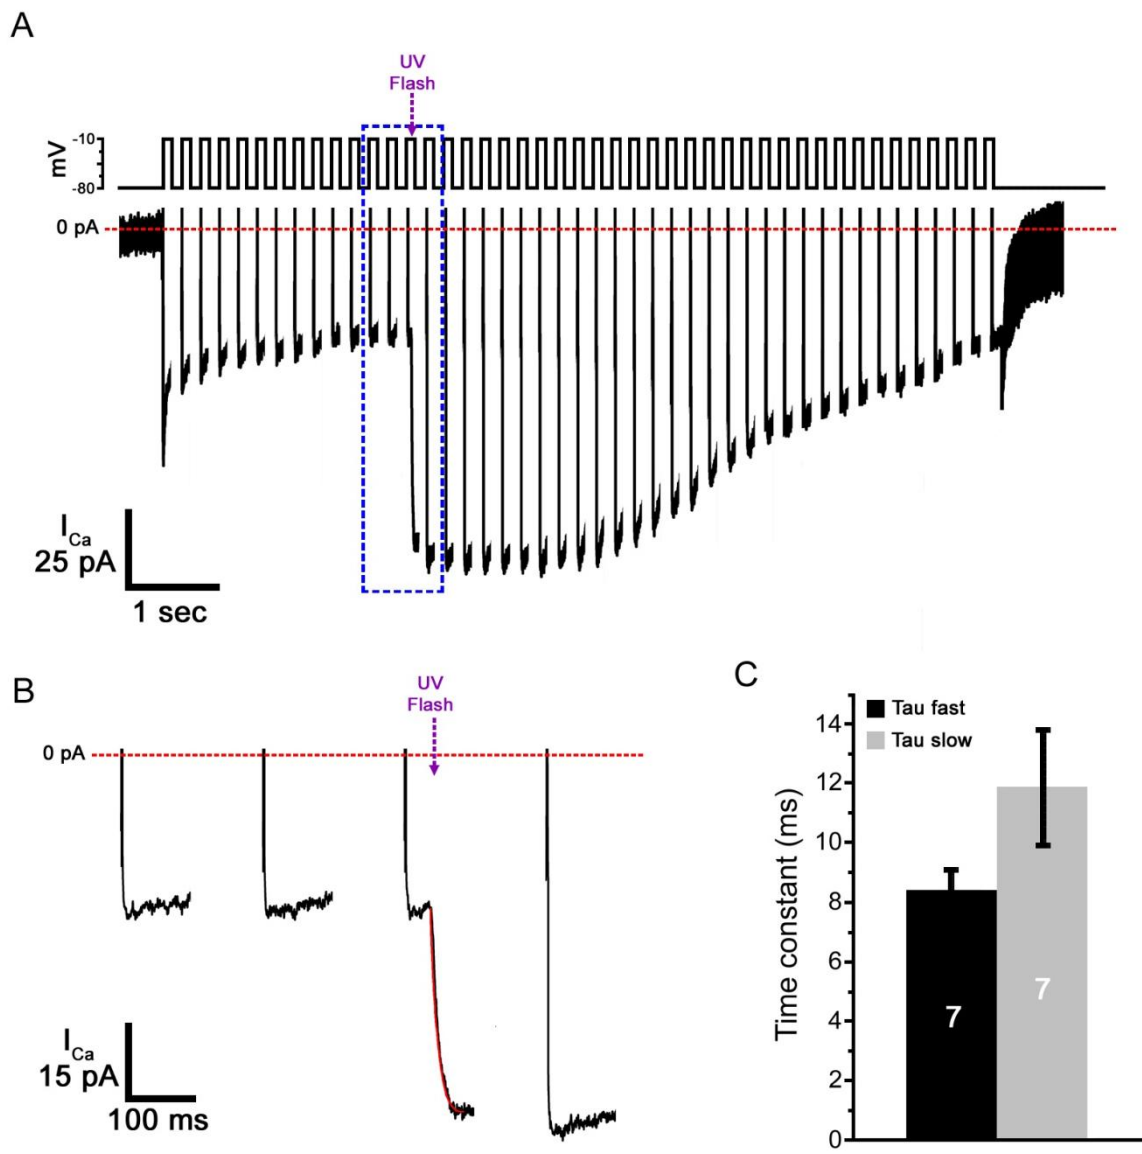 A
UV
Flash
mV
-10
-80
0 pA
I Ca
25 pA
1 sec
B
UV
Flash
0 pA
I Ca
15 pA
100 ms
C
Tau fast
Tau slow
Time constant (ms)
14
12
10
8
6
4
2
0
7
7